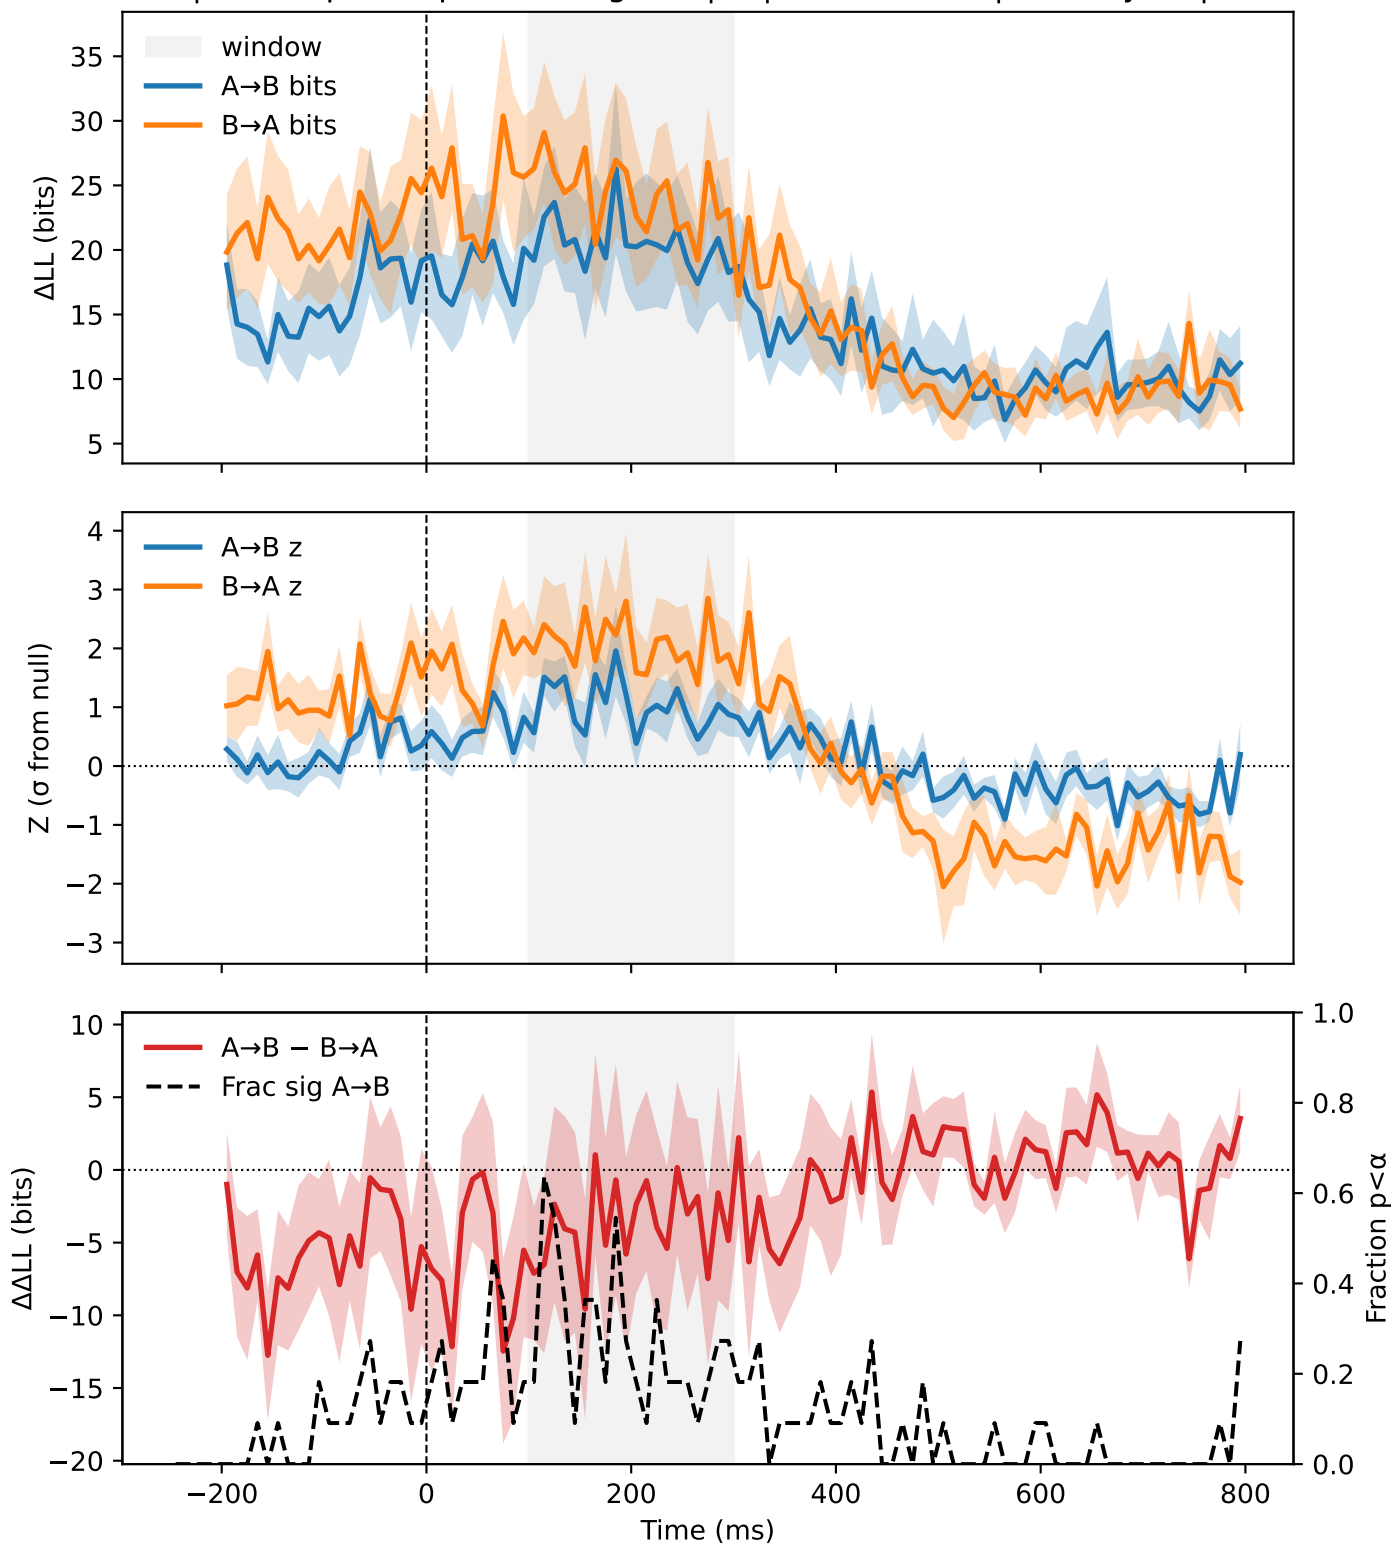 35
30
25
20
15
10
5
ΔLL (bits)
window
A→B bits
B→A bits
4
3
2
1
0
−1
−2
−3
Z (σ from null)
A→B z
B→A z
10
5
0
−5
−10
−15
−20
ΔΔLL (bits)
A→B − B→A
Frac sig A→B
1.0
0.8
0.6
0.4
0.2
0.0
Fraction p<α
−200 0 200 400 600 800
Time (ms)